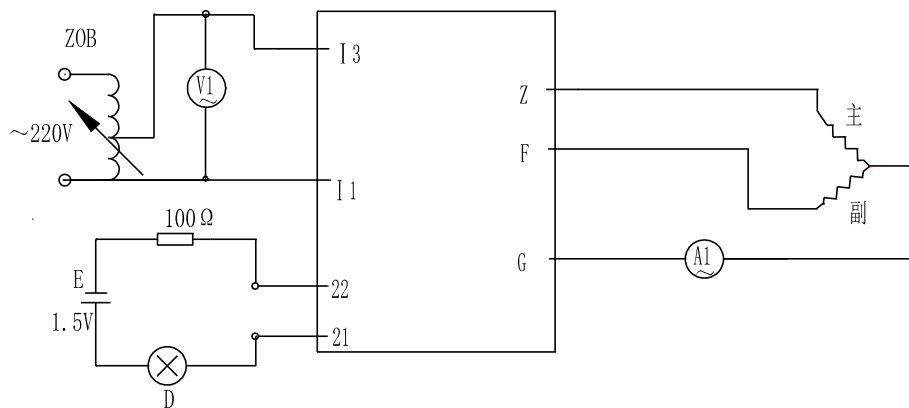 ZOB
I3
V1
～
Z
主
～220V
F
I1
副
100Ω
A1
～
G
E
22
1.5V
21
D